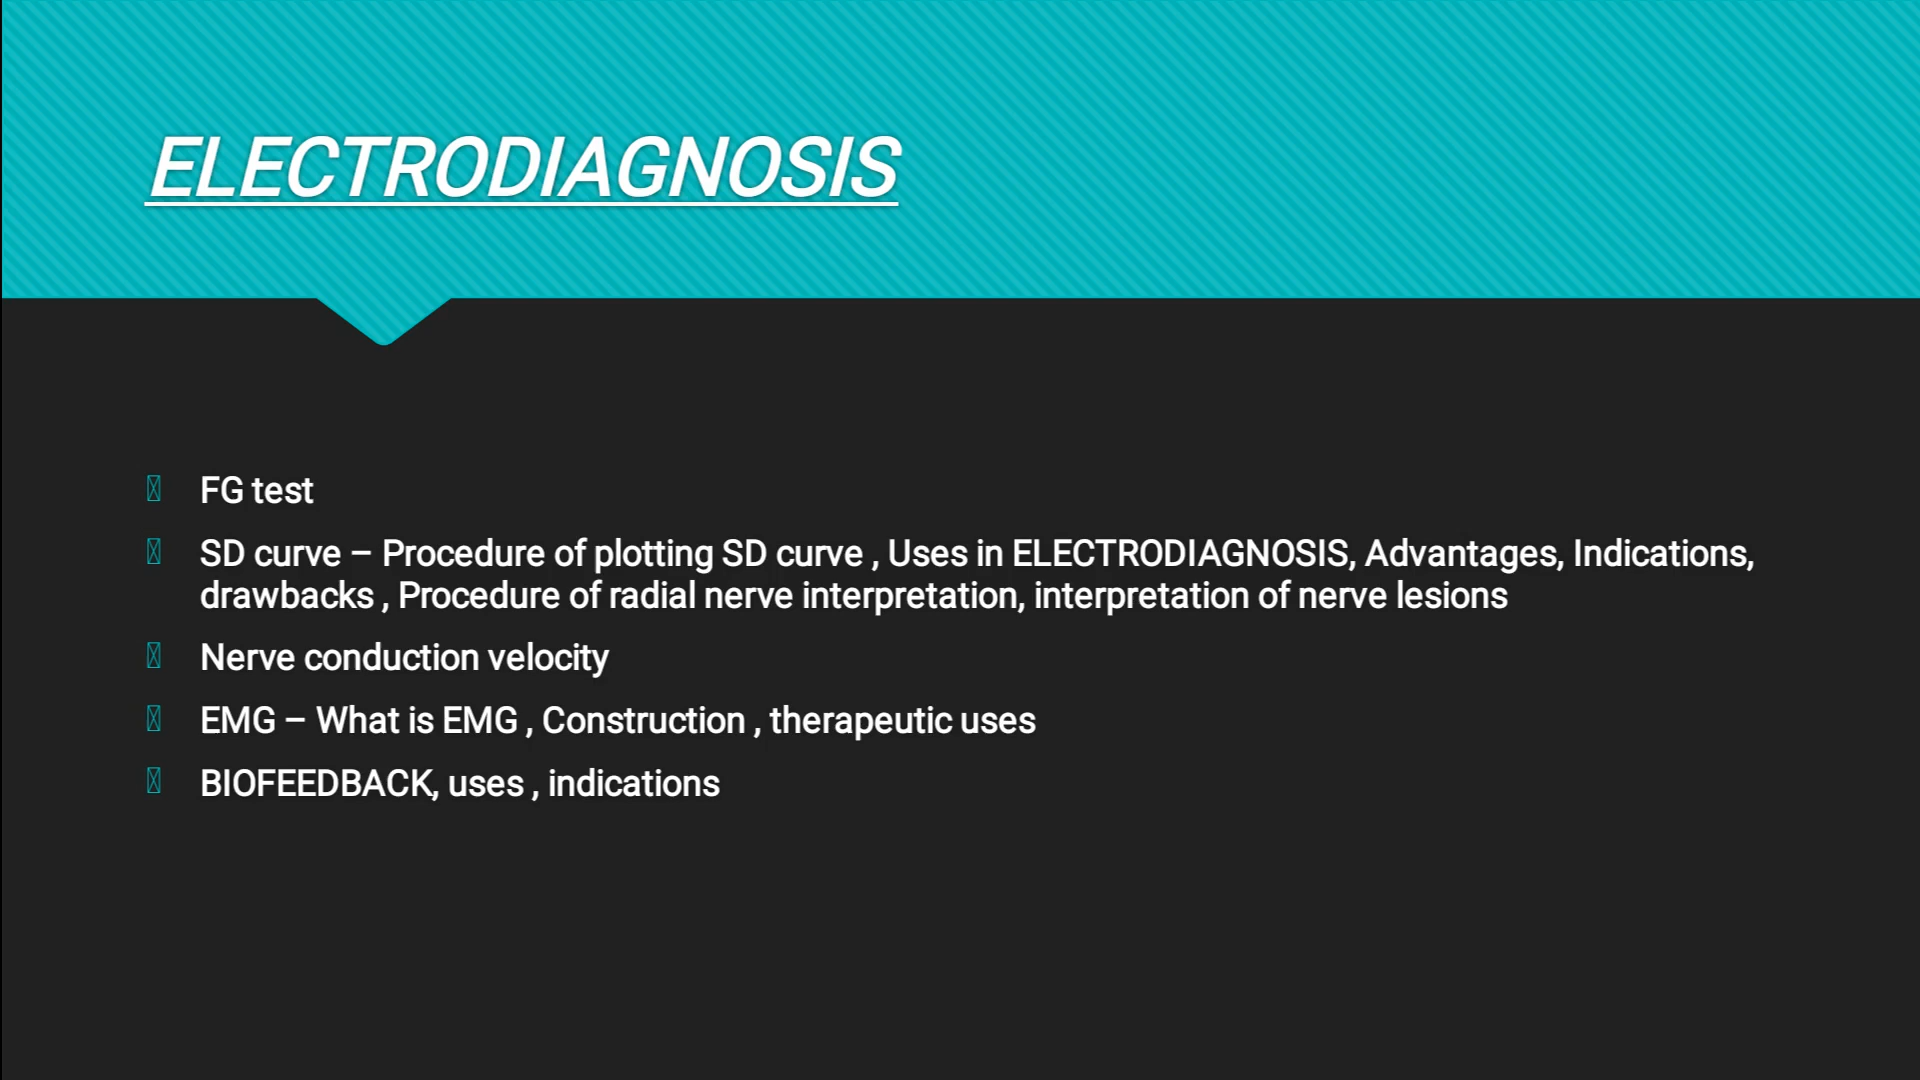 ELECTRODIAGNOSIS
FG test
SD curve – Procedure of plotting SD curve , Uses in ELECTRODIAGNOSIS, Advantages, Indications,
drawbacks , Procedure of radial nerve interpretation, interpretation of nerve lesions
Nerve conduction velocity
EMG – What is EMG , Construction , therapeutic uses
BIOFEEDBACK, uses , indications